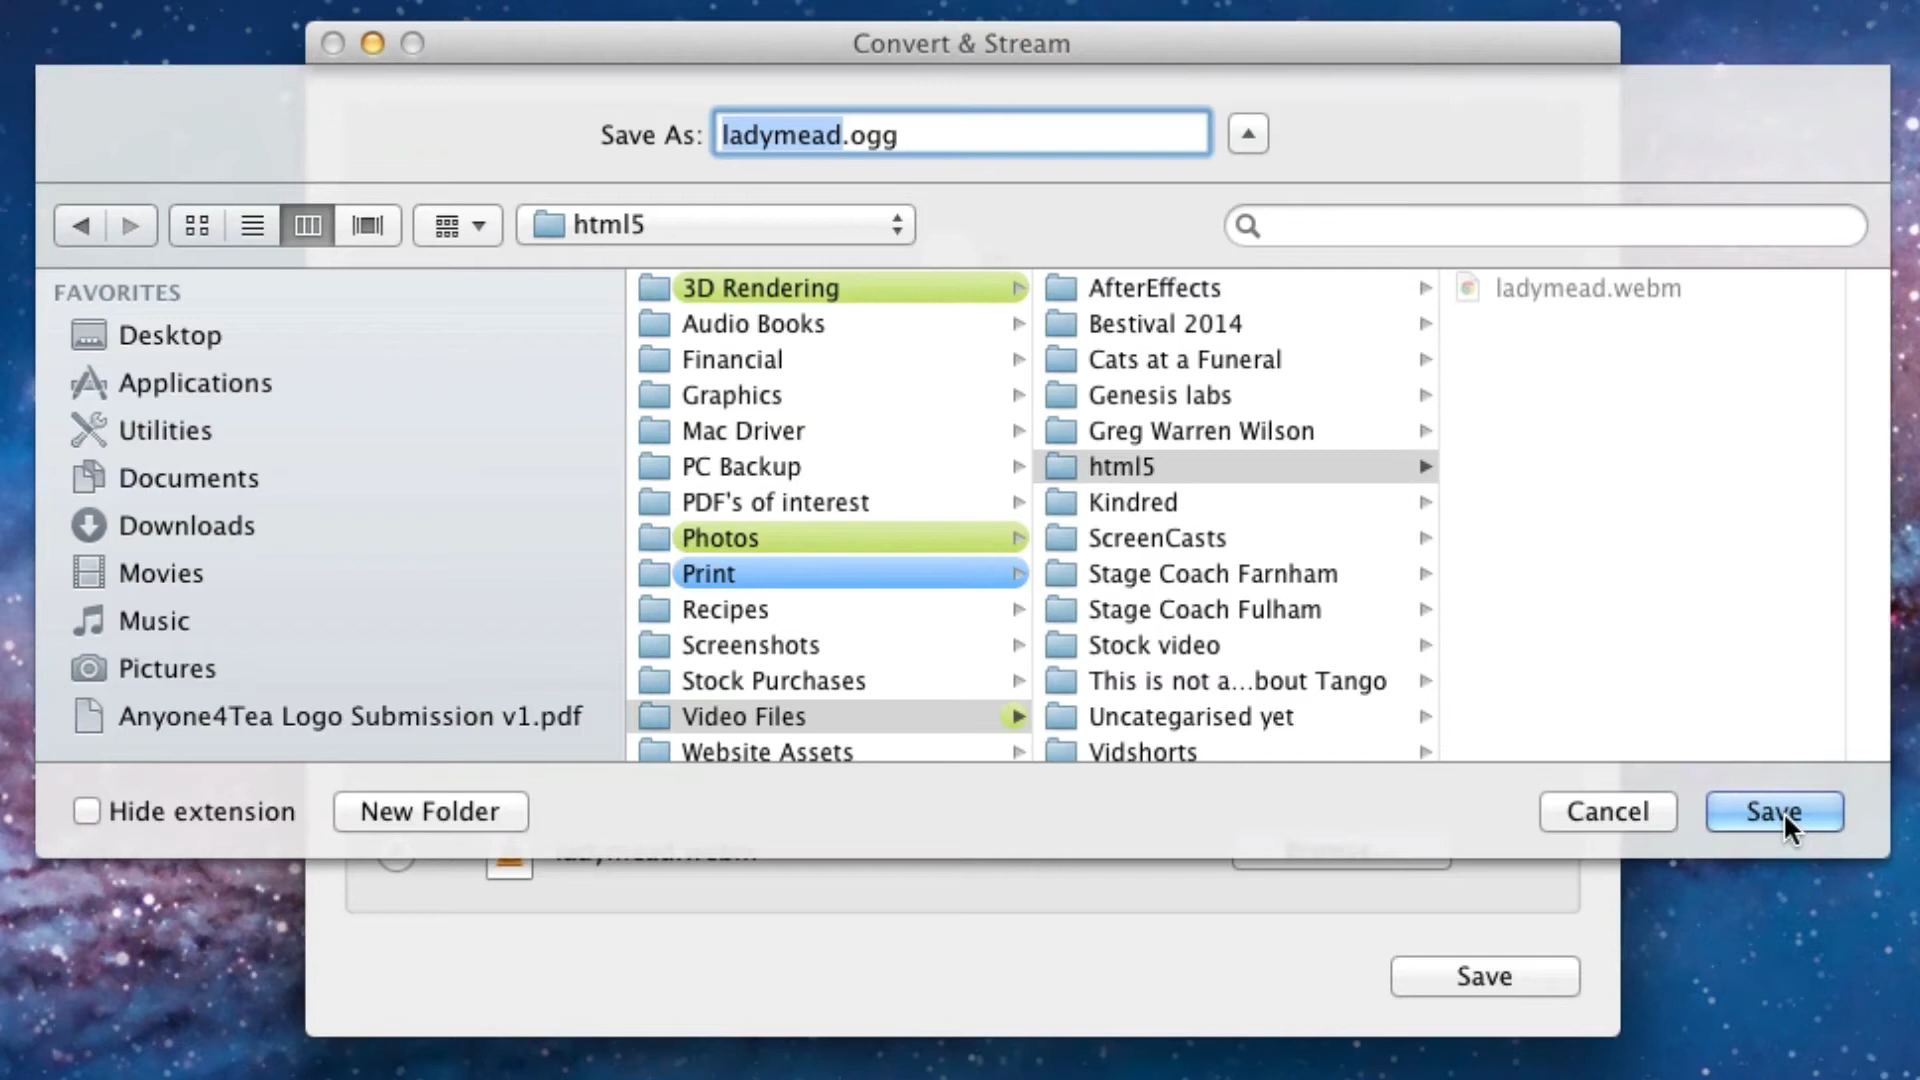 Convert & Stream
Save As: ladymead.ogg
html5
FAVORITES
Desktop
Applications
Utilities
Documents
Downloads
Movies
Music
Pictures
Anyone4Tea Logo Submission v1.pdf
3D Rendering
Audio Books
Financial
Graphics
Mac Driver
PC Backup
PDF's of interest
Photos
Print
Recipes
Screenshots
Stock Purchases
Video Files
Website Assets
AfterEffects
Bestival 2014
Cats at a Funeral
Genesis labs
Greg Warren Wilson
html5
Kindred
ScreenCasts
Stage Coach Farnham
Stage Coach Fulham
Stock video
This is not a...bout Tango
Uncategarised yet
Vidshorts
ladymead.webm
Hide extension
New Folder
Cancel
Save
ladymead.webm
Save